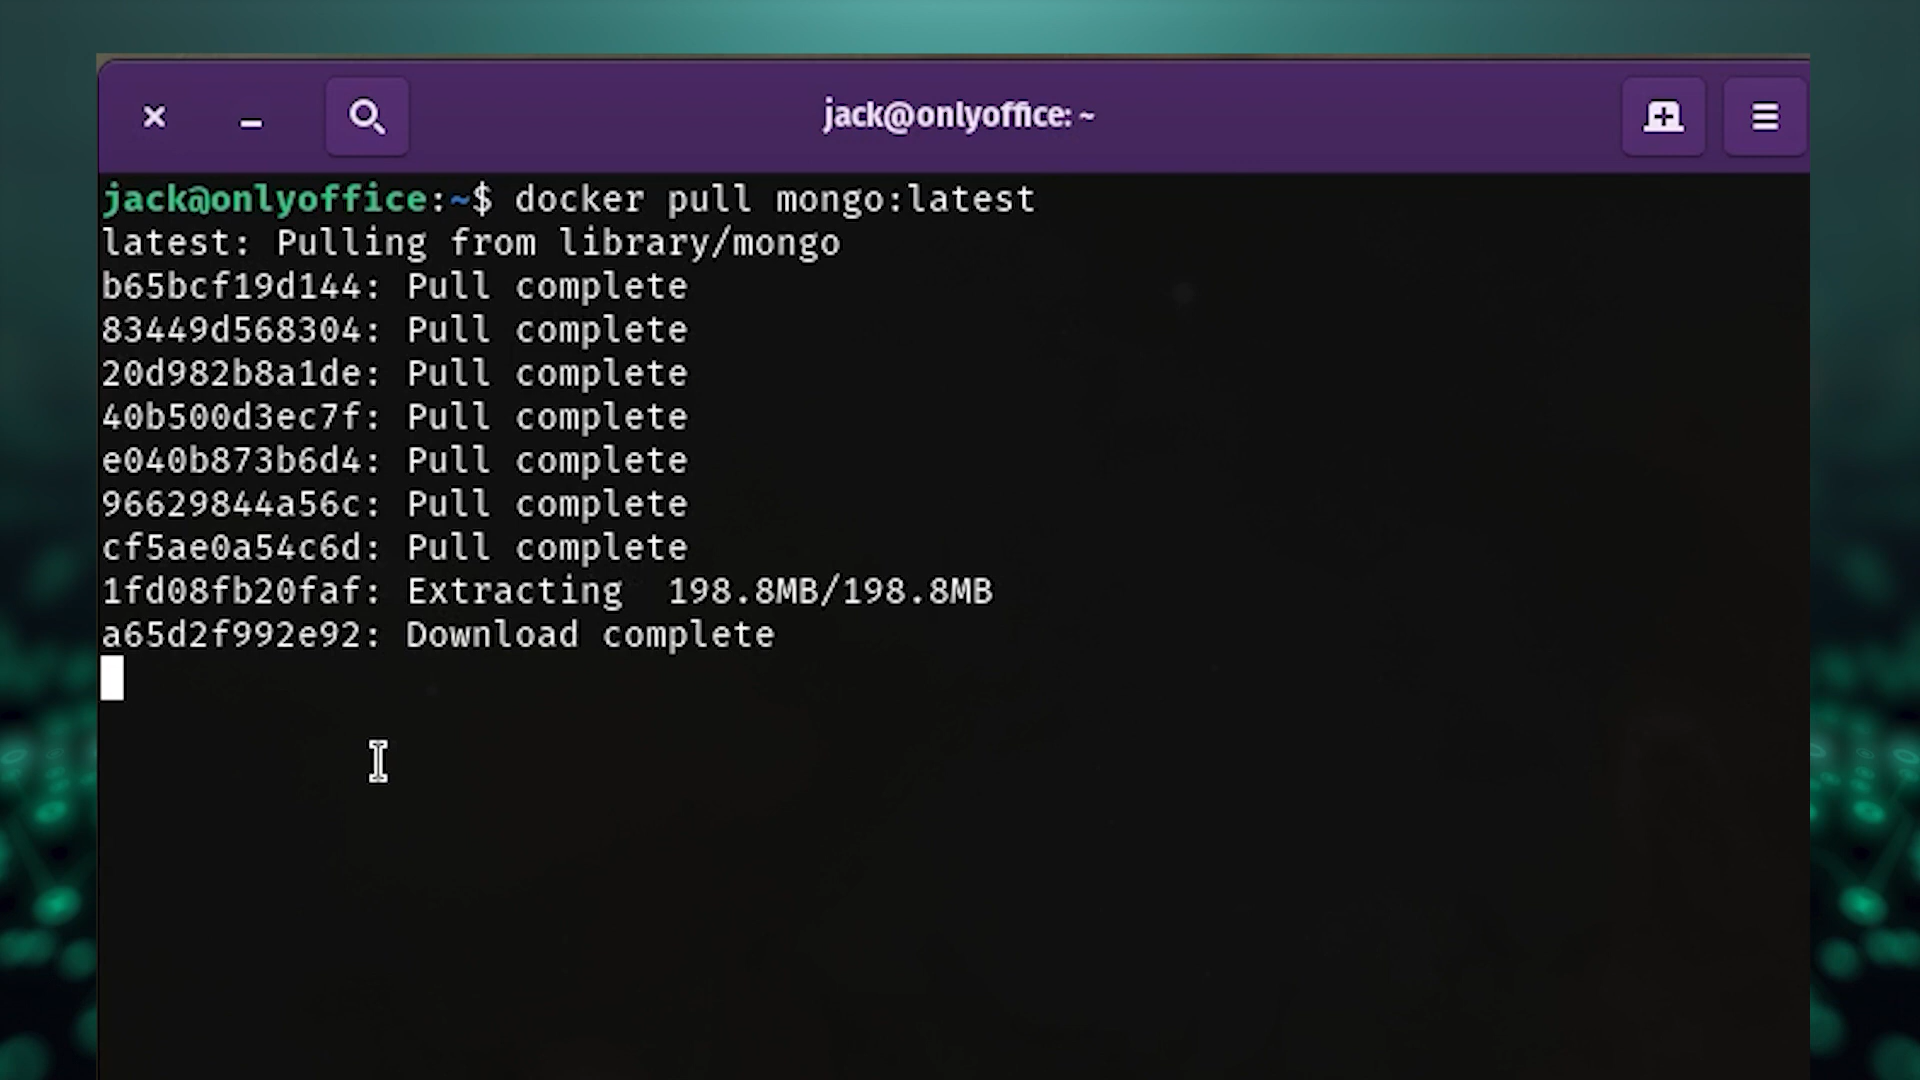 jack@onlyoffice: ~
jack@onlyoffice:~$ docker pull mongo:latest
latest: Pulling from library/mongo
b65bcf19d144: Pull complete
83449d568304: Pull complete
20d982b8a1de: Pull complete
40b500d3ec7f: Pull complete
e040b873b6d4: Pull complete
96629844a56c: Pull complete
cf5ae0a54c6d: Pull complete
1fd08fb20faf: Extracting  198.8MB/198.8MB
a65d2f992e92: Download complete